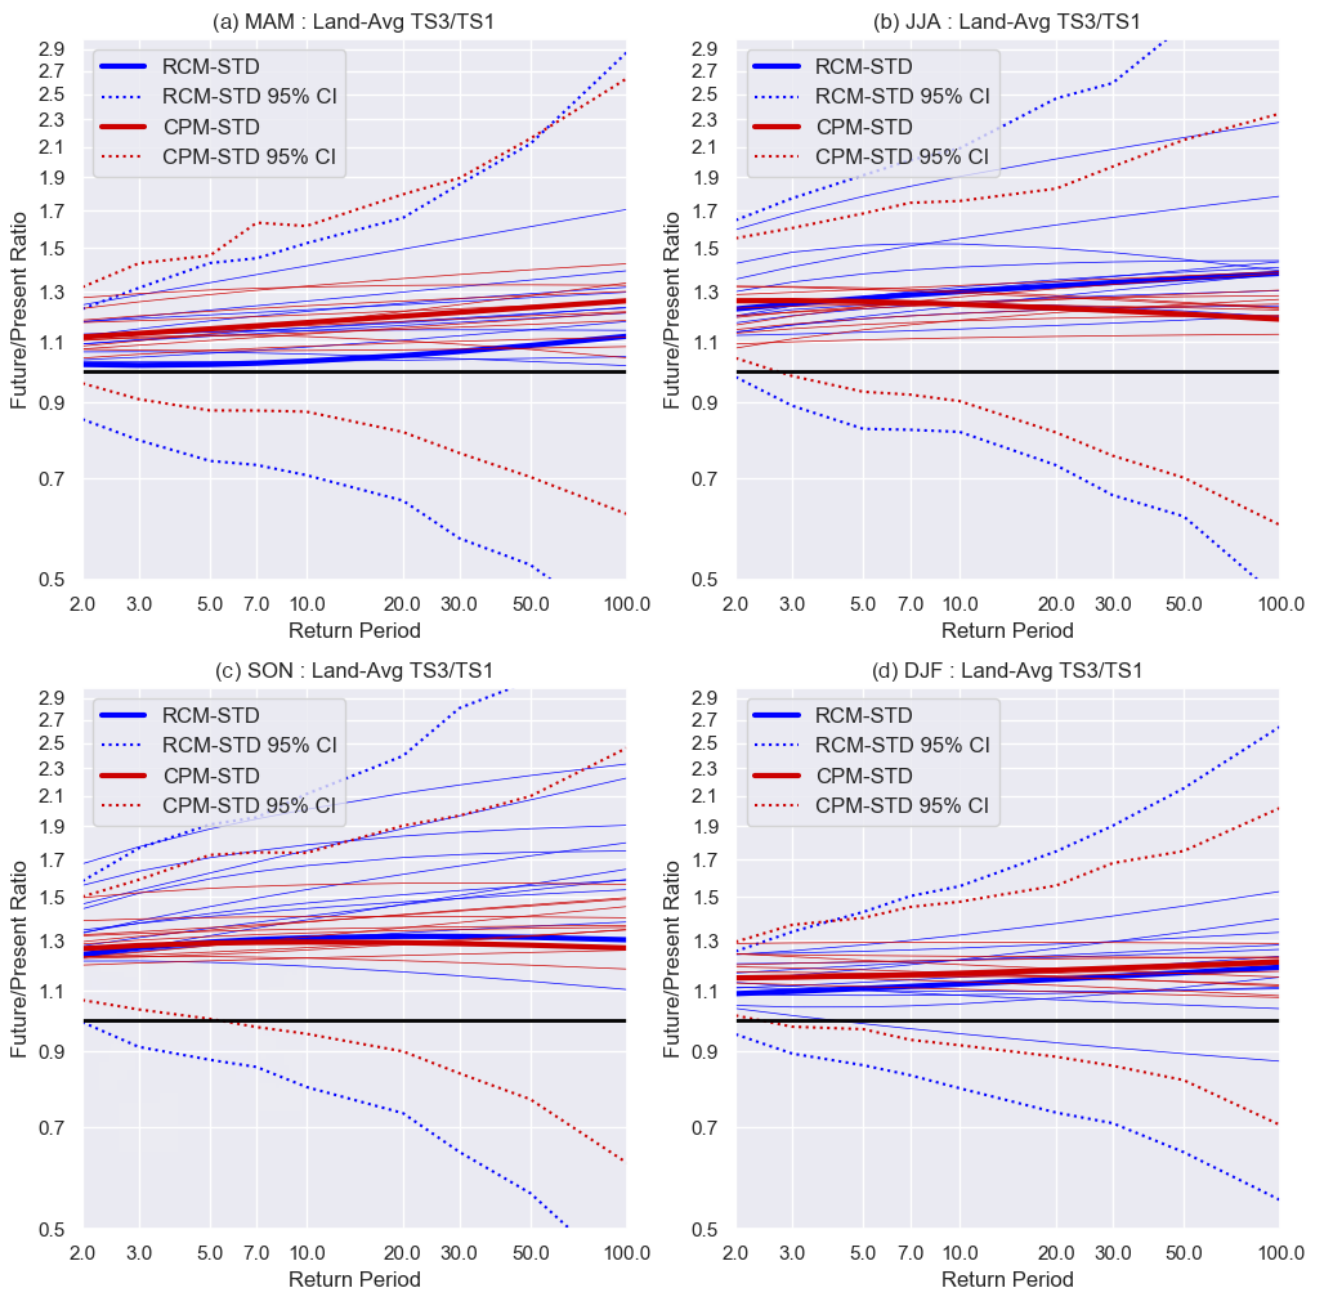 (a) MAM : Land-Avg TS3/TS1
2.9
2.7
2.5
2.3
2.1
1.9
1.7
1.5
1.3
1.1
0.9
0.7
0.5
Future/Present Ratio
RCM-STD
RCM-STD 95% CI
CPM-STD
CPM-STD 95% CI
2.0 3.0 5.0 7.0 10.0 20.0 30.0 50.0 100.0
Return Period
(b) JJA : Land-Avg TS3/TS1
2.9
2.7
2.5
2.3
2.1
1.9
1.7
1.5
1.3
1.1
0.9
0.7
0.5
Future/Present Ratio
RCM-STD
RCM-STD 95% CI
CPM-STD
CPM-STD 95% CI
2.0 3.0 5.0 7.0 10.0 20.0 30.0 50.0 100.0
Return Period
(c) SON : Land-Avg TS3/TS1
2.9
2.7
2.5
2.3
2.1
1.9
1.7
1.5
1.3
1.1
0.9
0.7
0.5
Future/Present Ratio
RCM-STD
RCM-STD 95% CI
CPM-STD
CPM-STD 95% CI
2.0 3.0 5.0 7.0 10.0 20.0 30.0 50.0 100.0
Return Period
(d) DJF : Land-Avg TS3/TS1
2.9
2.7
2.5
2.3
2.1
1.9
1.7
1.5
1.3
1.1
0.9
0.7
0.5
Future/Present Ratio
RCM-STD
RCM-STD 95% CI
CPM-STD
CPM-STD 95% CI
2.0 3.0 5.0 7.0 10.0 20.0 30.0 50.0 100.0
Return Period